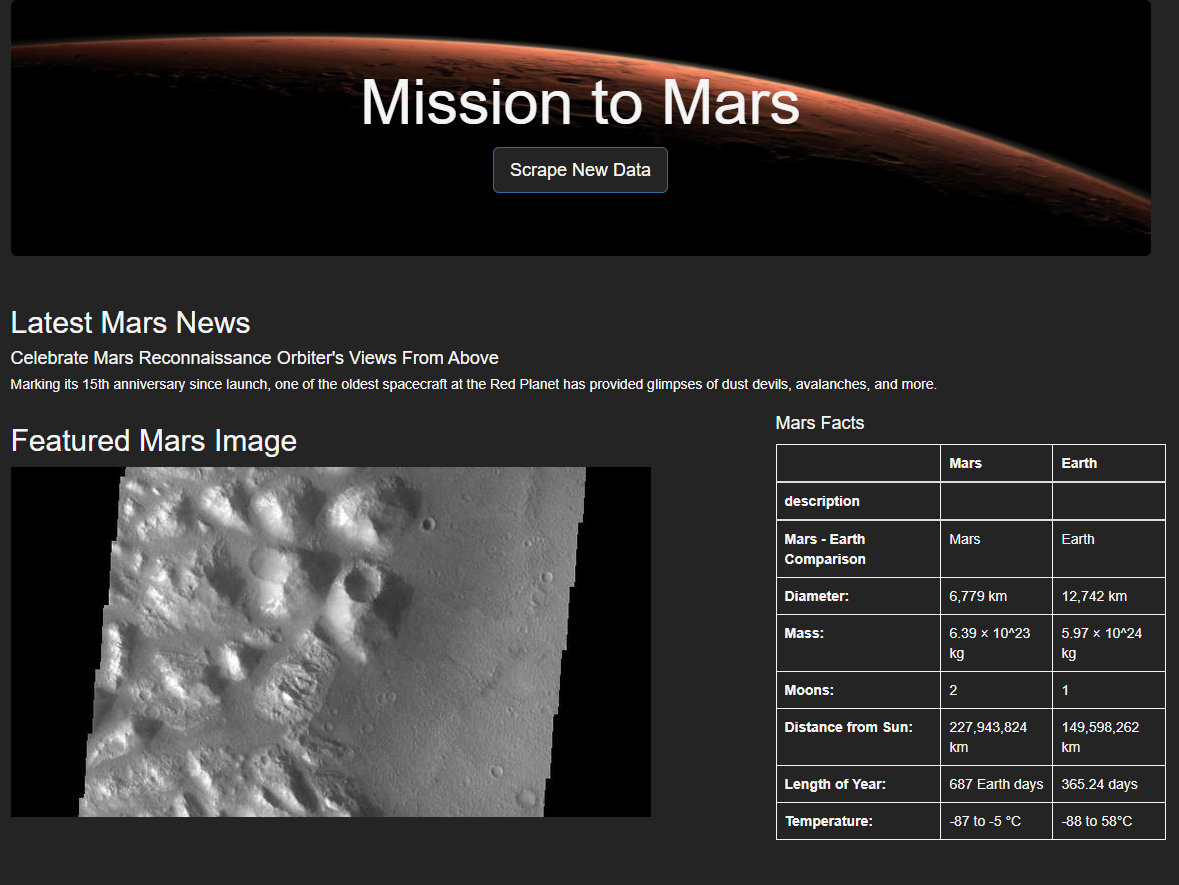 Mission to Mars
Scrape New Data
Latest Mars News
Celebrate Mars Reconnaissance Orbiter's Views From Above
Marking its 15th anniversary since launch, one of the oldest spacecraft at the Red Planet has provided glimpses of dust devils, avalanches, and more.
Featured Mars Image
Mars Facts
Mars Earth
description
Mars - Earth Mars Earth
Comparison
Diameter: 6,779 km 12,742 km
Mass: 6.39 × 10^23 5.97 × 10^24
kg kg
Moons: 2 1
Distance from Sun: 227,943,824 149,598,262
km km
Length of Year: 687 Earth days 365.24 days
Temperature: -87 to -5 °C -88 to 58°C